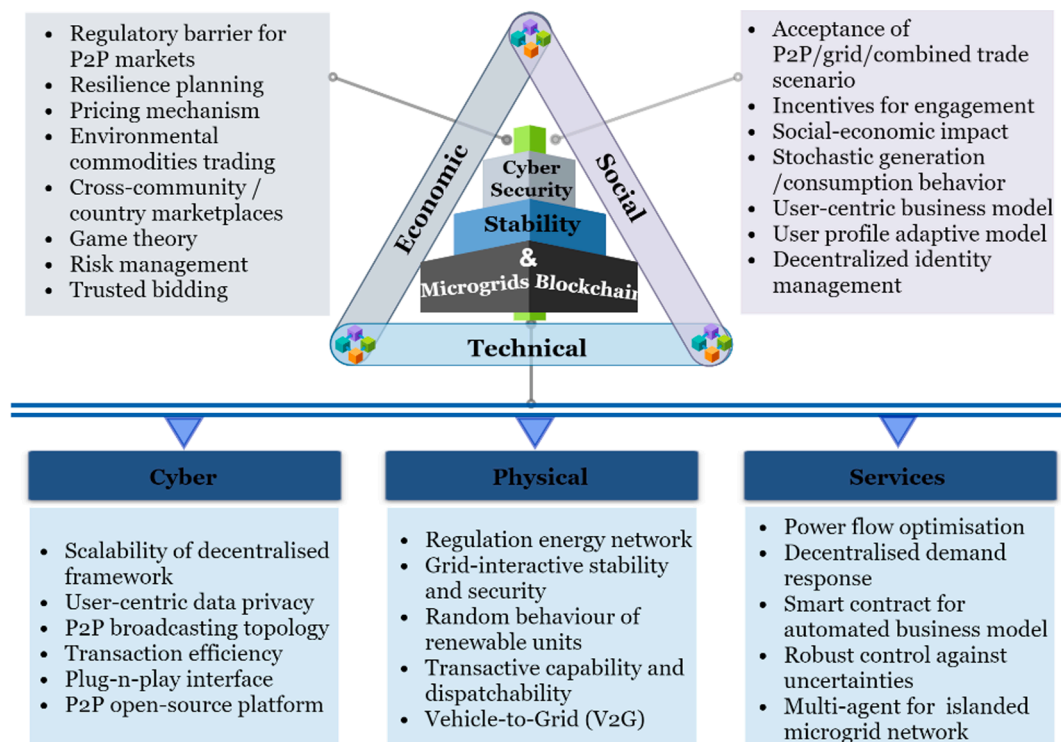 • Regulatory barrier for
P2P markets
• Resilience planning
• Pricing mechanism
• Environmental
commodities trading
• Cross-community /
country marketplaces
• Game theory
• Risk management
• Trusted bidding
Economic
Social
Technical
Cyber
Security
Stability
&
Microgrids Blockchain
• Acceptance of
P2P/grid/combined trade
scenario
• Incentives for engagement
• Social-economic impact
• Stochastic generation
/consumption behavior
• User-centric business model
• User profile adaptive model
• Decentralized identity
management
Cyber
• Scalability of decentralised
framework
• User-centric data privacy
• P2P broadcasting topology
• Transaction efficiency
• Plug-n-play interface
• P2P open-source platform
Physical
• Regulation energy network
• Grid-interactive stability
and security
• Random behaviour of
renewable units
• Transactive capability and
dispatchability
• Vehicle-to-Grid (V2G)
Services
• Power flow optimisation
• Decentralised demand
response
• Smart contract for
automated business model
• Robust control against
uncertainties
• Multi-agent for islanded
microgrid network